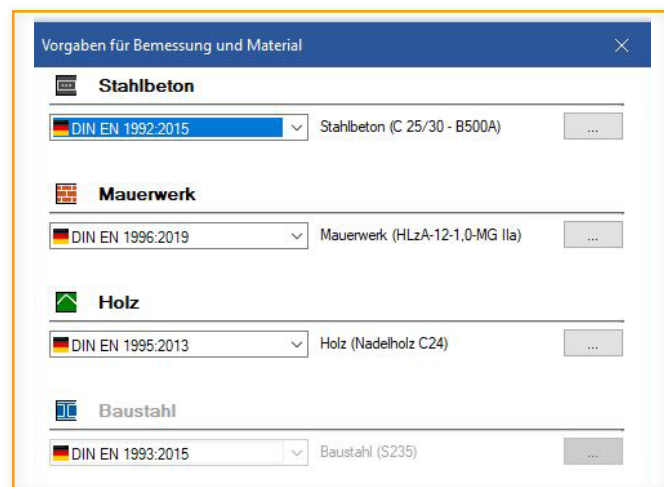 Vorgaben für Bemessung und Material
Stahlbeton
DIN EN 1992:2015 Stahlbeton (C 25/30 - B500A) ...
Mauerwerk
DIN EN 1996:2019 Mauerwerk (HLzA-12-1,0-MG IIa) ...
Holz
DIN EN 1995:2013 Holz (Nadelholz C24) ...
Baustahl
DIN EN 1993:2015 Baustahl (S235) ...